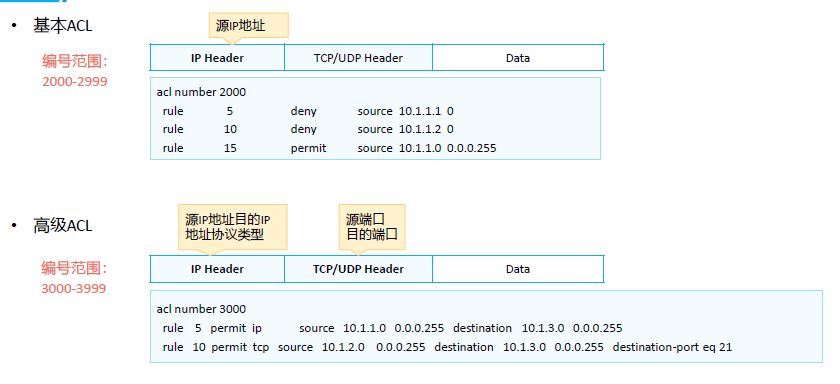 • 基本ACL
源IP地址
编号范围：
2000-2999
IP Header TCP/UDP Header Data
acl number 2000
rule 5 deny source 10.1.1.1 0
rule 10 deny source 10.1.1.2 0
rule 15 permit source 10.1.1.0 0.0.0.255
• 高级ACL
源IP地址目的IP
地址协议类型
源端口
目的端口
编号范围：
3000-3999
IP Header TCP/UDP Header Data
acl number 3000
rule 5 permit ip source 10.1.1.0 0.0.0.255 destination 10.1.3.0 0.0.0.255
rule 10 permit tcp source 10.1.2.0 0.0.0.255 destination 10.1.3.0 0.0.0.255 destination-port eq 21